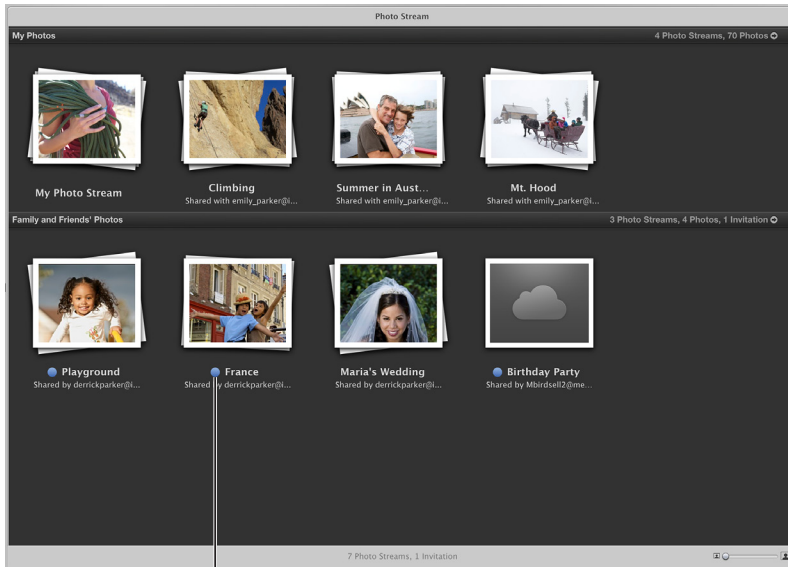 Photo Stream
My Photos
4 Photo Streams, 70 Photos
My Photo Stream
Climbing
Shared with emily_parker@i...
Summer in Aust...
Shared with emily_parker@i...
Mt. Hood
Shared with emily_parker@i...
Family and Friends' Photos
3 Photo Streams, 4 Photos, 1 Invitation
Playground
Shared by derrickparker@i...
France
Shared by derrickparker@i...
Maria's Wedding
Shared by derrickparker@i...
Birthday Party
Shared by Mbirdsell2@me...
7 Photo Streams, 1 Invitation